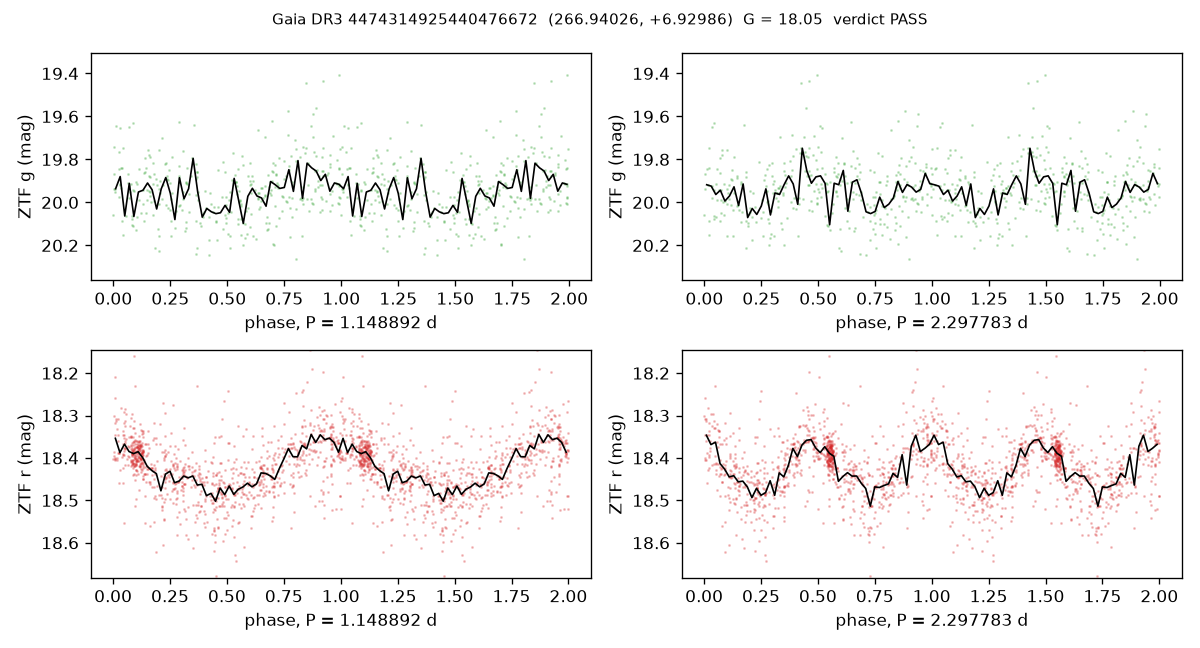 Gaia DR3 4474314925440476672 (266.94026, +6.92986) G = 18.05 verdict PASS
ZTF g (mag)
19.4
19.6
19.8
20.0
20.2
0.00 0.25 0.50 0.75 1.00 1.25 1.50 1.75 2.00
phase, P = 1.148892 d
ZTF g (mag)
19.4
19.6
19.8
20.0
20.2
0.00 0.25 0.50 0.75 1.00 1.25 1.50 1.75 2.00
phase, P = 2.297783 d
ZTF r (mag)
18.2
18.3
18.4
18.5
18.6
0.00 0.25 0.50 0.75 1.00 1.25 1.50 1.75 2.00
phase, P = 1.148892 d
ZTF r (mag)
18.2
18.3
18.4
18.5
18.6
0.00 0.25 0.50 0.75 1.00 1.25 1.50 1.75 2.00
phase, P = 2.297783 d